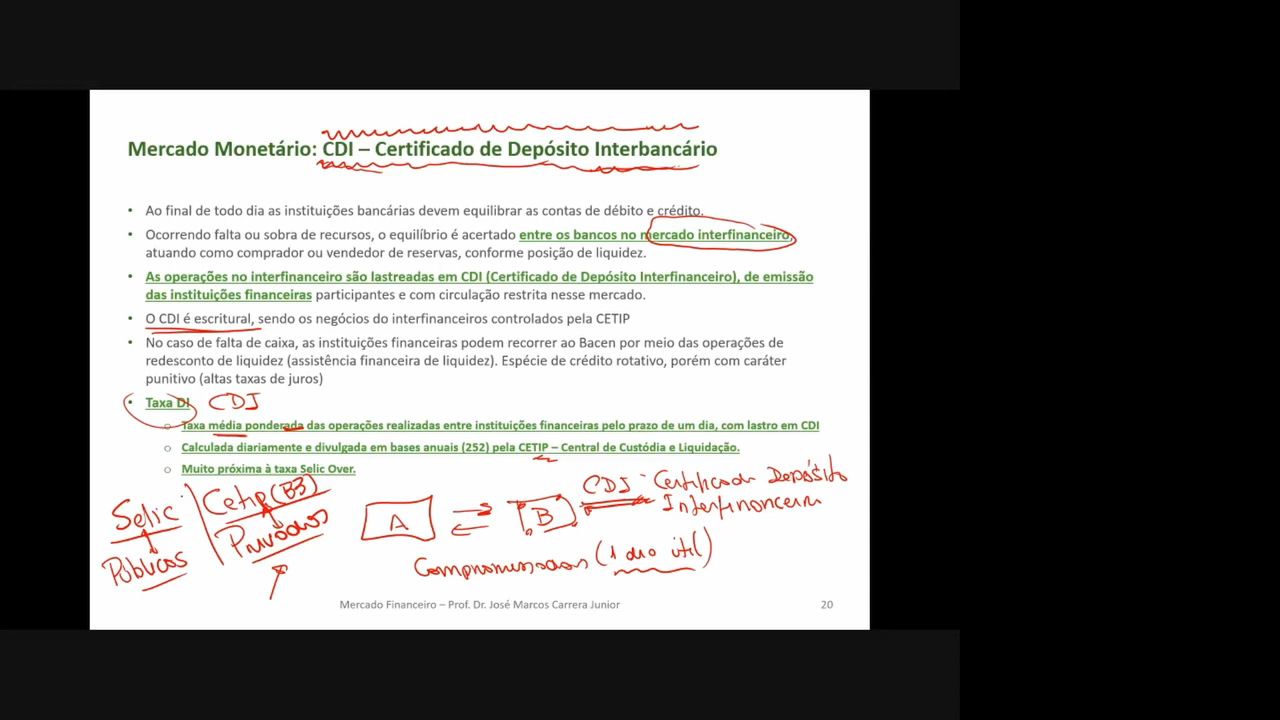 Mercado Monetário: CDI – Certificado de Depósito Interbancário
• Ao final de todo dia as instituições bancárias devem equilibrar as contas de débito e crédito.
• Ocorrendo falta ou sobra de recursos, o equilíbrio é acertado entre os bancos no mercado interfinanceiro,
atuando como comprador ou vendedor de reservas, conforme posição de liquidez.
• As operações no interfinanceiro são lastreadas em CDI (Certificado de Depósito Interfinanceiro), de emissão
das instituições financeiras participantes e com circulação restrita nesse mercado.
• O CDI é escritural, sendo os negócios do interfinanceiros controlados pela CETIP
• No caso de falta de caixa, as instituições financeiras podem recorrer ao Bacen por meio das operações de
redesconto de liquidez (assistência financeira de liquidez). Espécie de crédito rotativo, porém com caráter
punitivo (altas taxas de juros)
• Taxa DI CDI
○ Taxa média ponderada das operações realizadas entre instituições financeiras pelo prazo de um dia, com lastro em CDI
○ Calculada diariamente e divulgada em bases anuais (252) pela CETIP – Central de Custódia e Liquidação.
○ Muito próxima à taxa Selic Over.
Selic
Públicos
Cetip (B3)
Privados
A
B
CDI - Certificado Depósito
Interfinanceiro
Compromissadas (1 dia útil)
Mercado Financeiro – Prof. Dr. José Marcos Carrera Junior
20